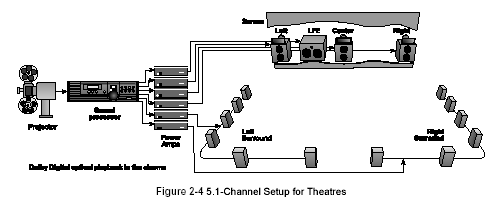 Screen
Left LFE Center Right
Projector
Sound
processor
Power
Amps
Left
Surround
Right
Surround
Dolby Digital optical playback in the cinema
Figure 2-4 5.1-Channel Setup for Theatres